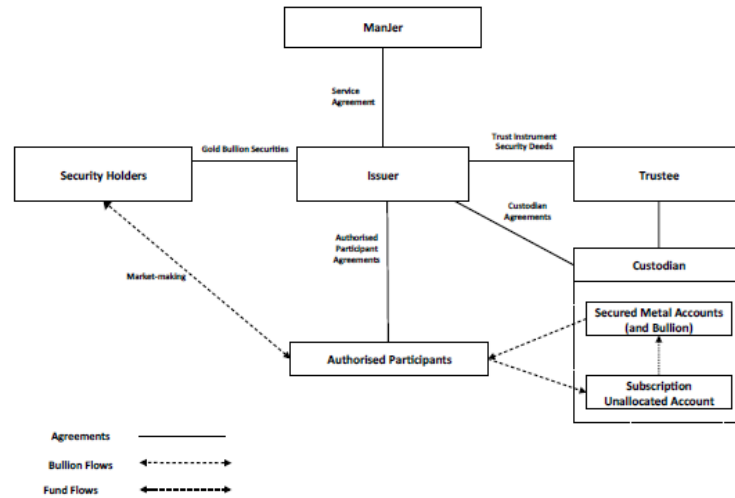 ManJer
Service
Agreement
Gold Bullion Securities
Trust Instrument
Security Deeds
Security Holders
Issuer
Trustee
Custodian
Agreements
Authorised
Participant
Agreements
Custodian
Market-making
Secured Metal Accounts
(and Bullion)
Authorised Participants
Subscription
Unallocated Account
Agreements
Bullion Flows
Fund Flows